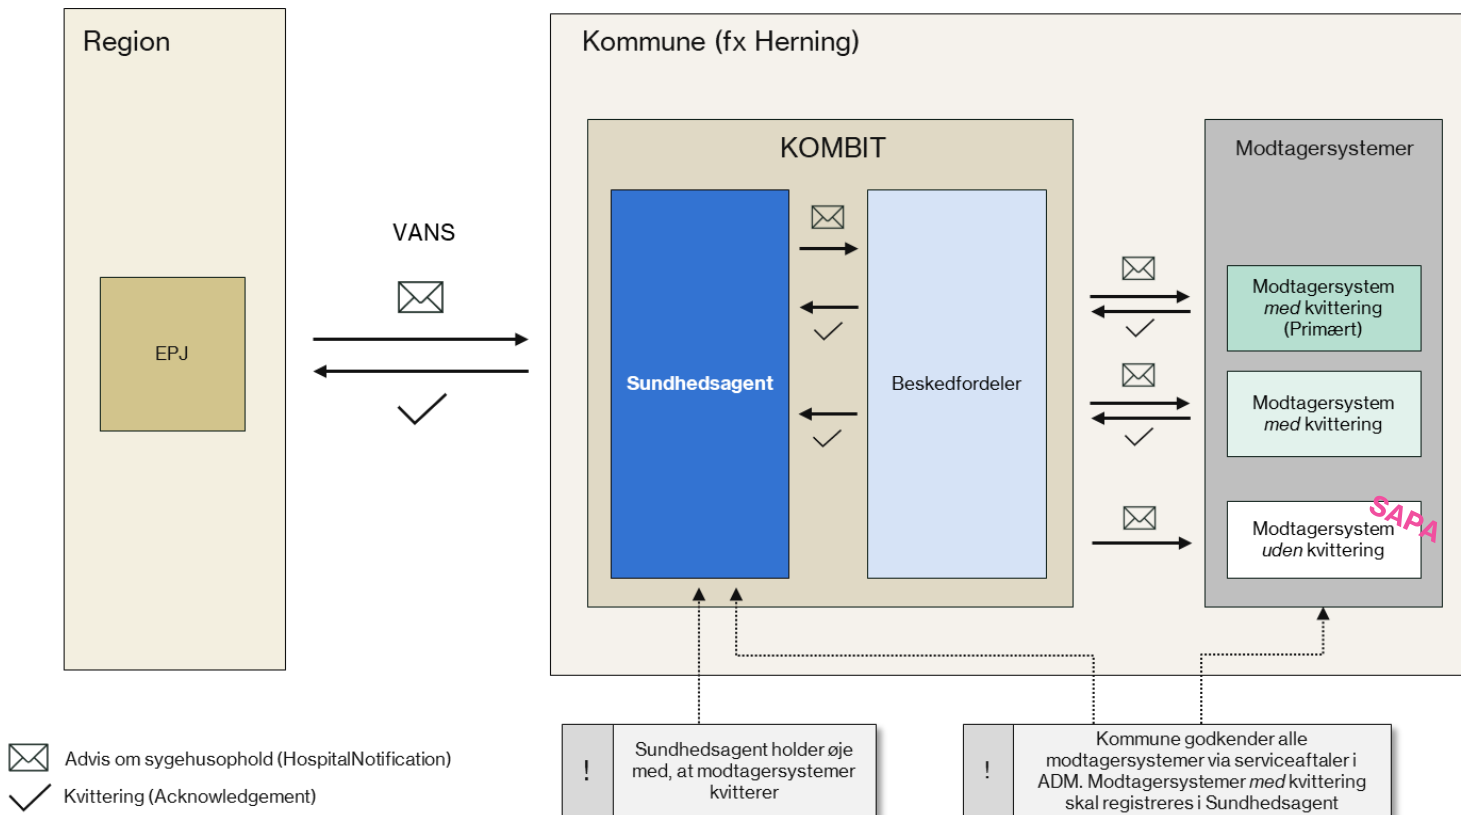 Region
Kommune (fx Herning)
KOMBIT
Modtagersystemer
VANS
EPJ
Sundhedsagent
Beskedfordeler
Modtagersystem
med kvittering
(Primært)
Modtagersystem
med kvittering
SAPA
Modtagersystem
uden kvittering
Advis om sygehusophold (HospitalNotification)
Kvittering (Acknowledgement)
!
Sundhedsagent holder øje
med, at modtagersystemer
kvitterer
!
Kommune godkender alle
modtagersystemer via serviceaftaler i
ADM. Modtagersystemer med kvittering
skal registreres i Sundhedsagent